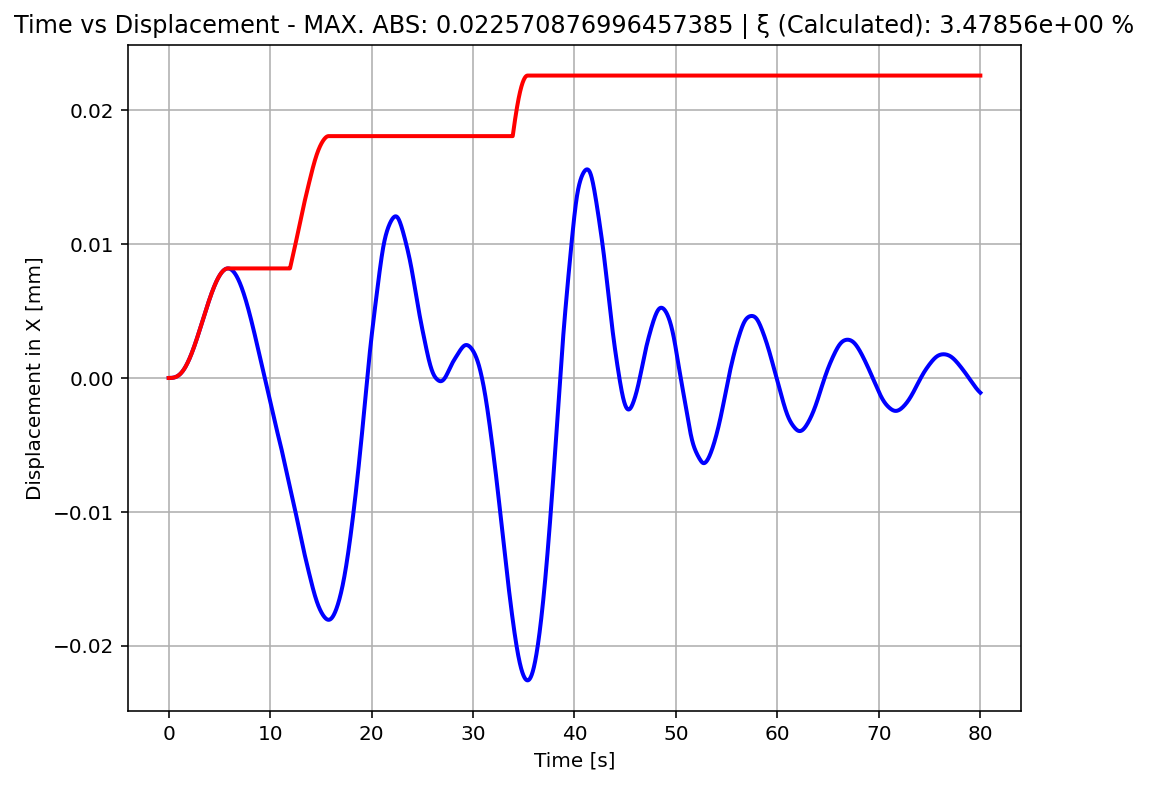 Time vs Displacement - MAX. ABS: 0.022570876996457385 | ξ (Calculated): 3.47856e+00 %
0.02
0.01
0.00
−0.01
−0.02
Displacement in X [mm]
0 10 20 30 40 50 60 70 80
Time [s]